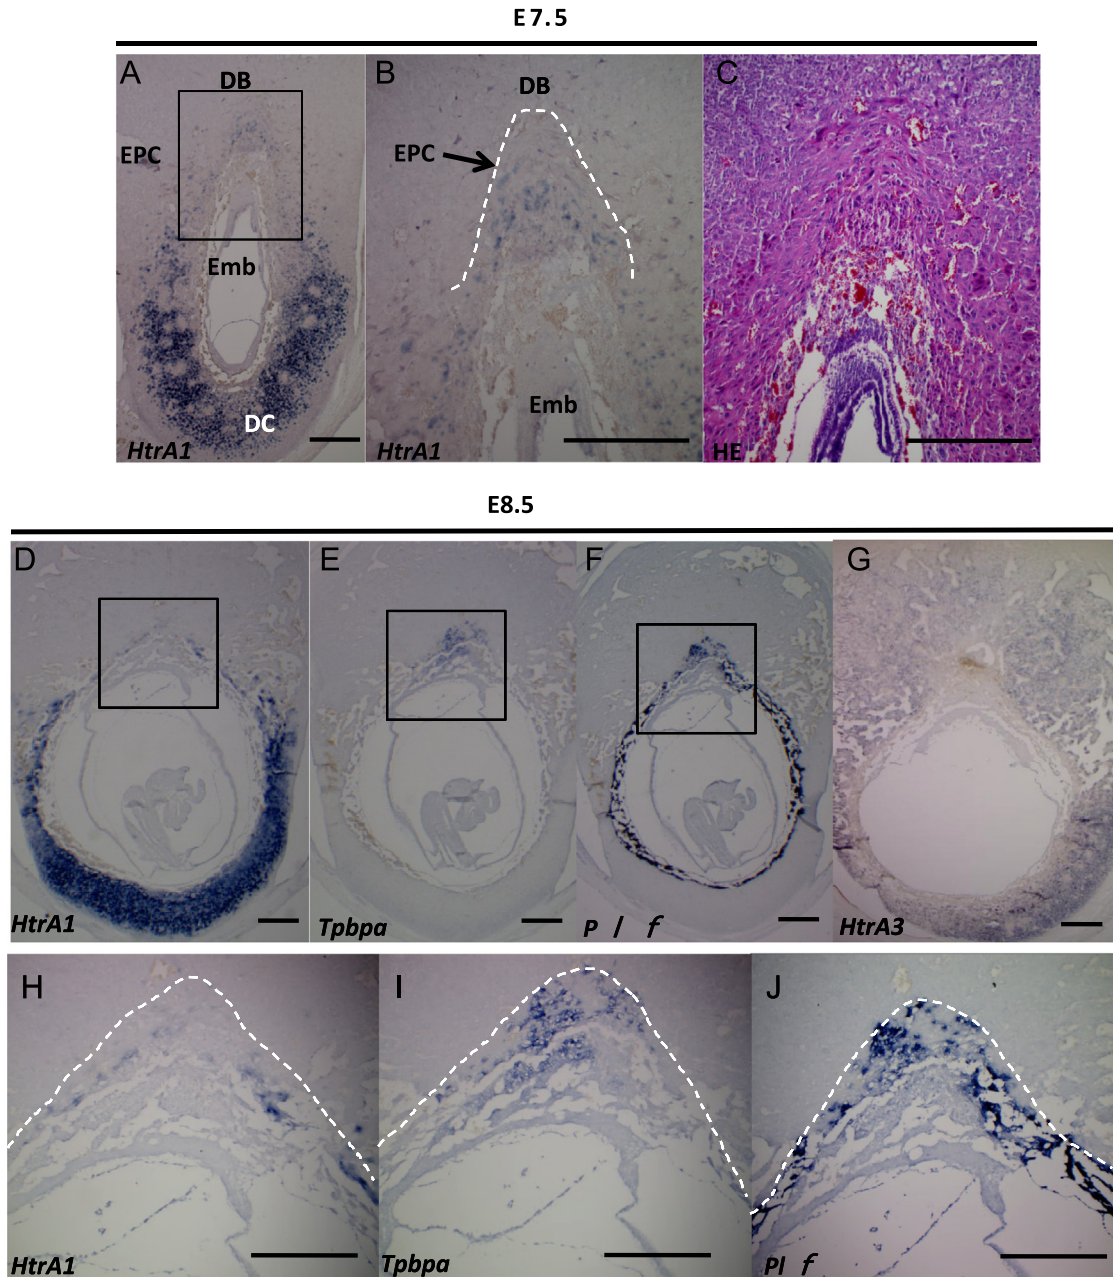 E7.5
A
B
C
DB
DB
EPC
EPC
Emb
Emb
DC
HtrA1
HtrA1
HE
E8.5
D
E
F
G
HtrA1
Tpbpa
P l f
HtrA3
H
I
J
HtrA1
Tpbpa
Pl f